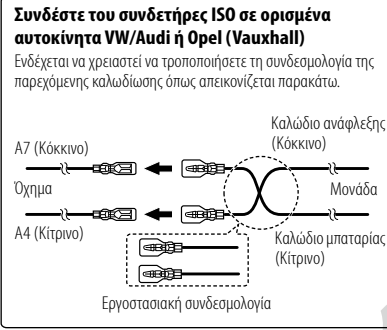 Συνδέστε του συνδετήρες ISO σε ορισμένα
αυτοκίνητα VW/Audi ή Opel (Vauxhall)
Ενδέχεται να χρειαστεί να τροποποιήσετε τη συνδεσμολογία της
παρεχόμενης καλωδίωσης όπως απεικονίζεται παρακάτω.
Καλώδιο ανάφλεξης
(Κόκκινο)
A7 (Κόκκινο)
Όχημα
Μονάδα
A4 (Κίτρινο)
Καλώδιο μπαταρίας
(Κίτρινο)
Εργοστασιακή συνδεσμολογία